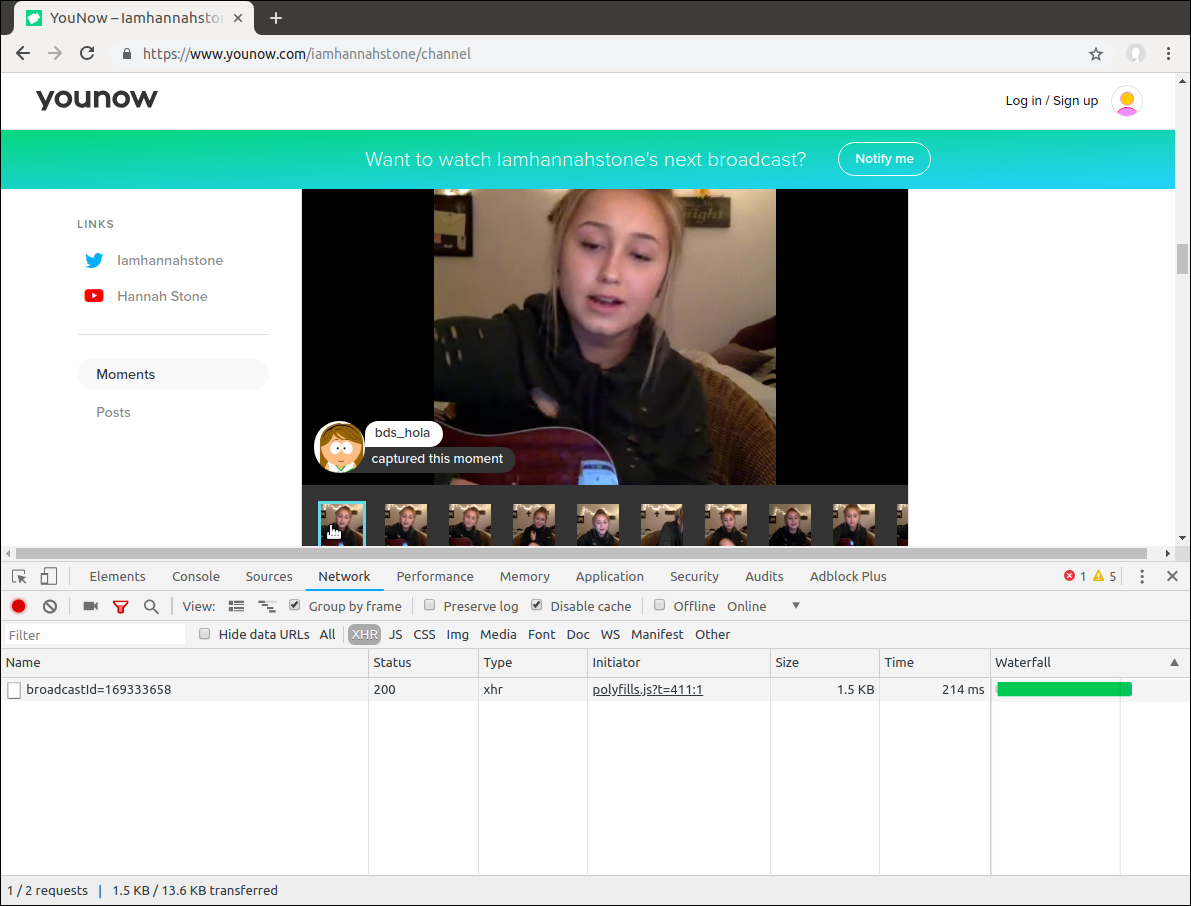 YouNow – Iamhannahsto
https://www.younow.com/iamhannahstone/channel
younow
Log in / Sign up
Want to watch Iamhannahstone's next broadcast? Notify me
LINKS
Iamhannahstone
Hannah Stone
Moments
Posts
night
bds_hola
captured this moment
Elements Console Sources Network Performance Memory Application Security Audits Adblock Plus 1 5
View: Group by frame Preserve log Disable cache Offline Online
Filter Hide data URLs All XHR JS CSS Img Media Font Doc WS Manifest Other
Name Status Type Initiator Size Time Waterfall
broadcastId=169333658 200 xhr polyfills.js?t=411:1 1.5 KB 214 ms
1 / 2 requests | 1.5 KB / 13.6 KB transferred